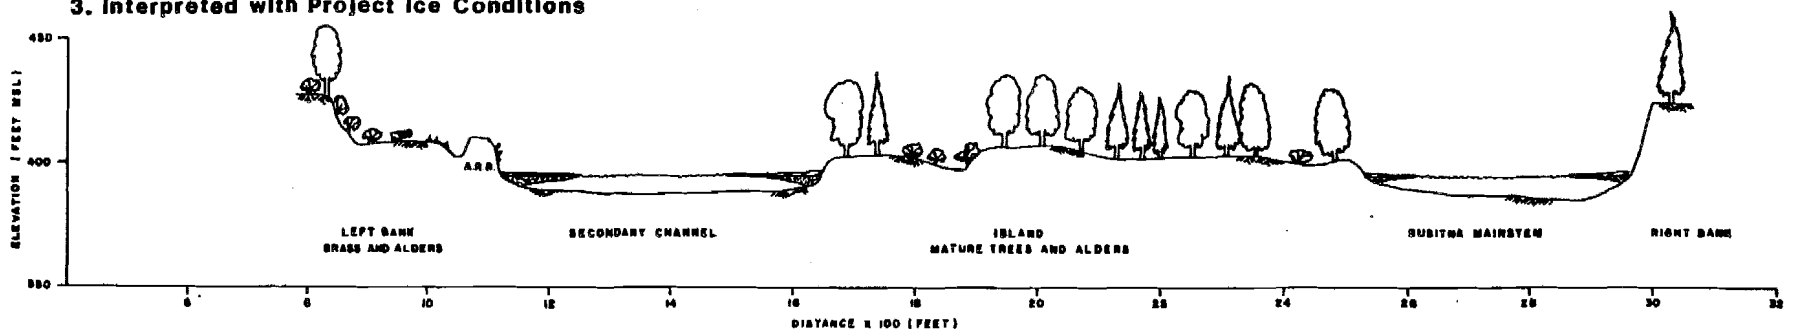 3. Interpreted with Project Ice Conditions
450
400
350
ELEVATION (FEET MSL)
A.R.R.
LEFT BANK
GRASS AND ALDERS
SECONDARY CHANNEL
ISLAND
MATURE TREES AND ALDERS
SUSITNA MAINSTEM
RIGHT BANK
6 8 10 12 14 16 18 20 22 24 26 28 30 32
DISTANCE X 100 (FEET)